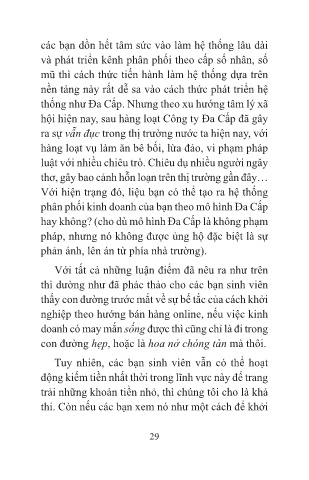 các bạn dồn hết tâm sức vào làm hệ thống lâu dài
và phát triển kênh phân phối theo cấp số nhân, số
mũ thì cách thức tiến hành làm hệ thống dựa trên
nền tảng này rất dễ sa vào cách thức phát triển hệ
thống như Đa Cấp. Nhưng theo xu hướng tâm lý xã
hội hiện nay, sau hàng loạt Công ty Đa Cấp đã gây
ra sự vẩn đục trong thị trường nước ta hiện nay, với
hàng loạt vụ làm ăn bê bối, lừa đảo, vi phạm pháp
luật với nhiều chiêu trò. Chiêu dụ nhiều người ngây
thơ, gây bao cảnh hỗn loạn trên thị trường gần đây…
Với hiện trạng đó, liệu bạn có thể tạo ra hệ thống
phân phối kinh doanh của bạn theo mô hình Đa Cấp
hay không? (cho dù mô hình Đa Cấp là không phạm
pháp, nhưng nó không được ủng hộ đặc biệt là sự
phản ánh, lên án từ phía nhà trường).
Với tất cả những luận điểm đã nêu ra như trên
thì dường như đã phác thảo cho các bạn sinh viên
thấy con đường trước mắt về sự bế tắc của cách khởi
nghiệp theo hướng bán hàng online, nếu việc kinh
doanh có may mắn sống được thì cũng chỉ là đi trong
con đường hẹp, hoặc là hoa nở chóng tàn mà thôi.
Tuy nhiên, các bạn sinh viên vẫn có thể hoạt
động kiếm tiền nhất thời trong lĩnh vực này để trang
trải những khoản tiền nhỏ, thì chúng tôi cho là khả
thi. Còn nếu các bạn xem nó như một cách để khởi
29